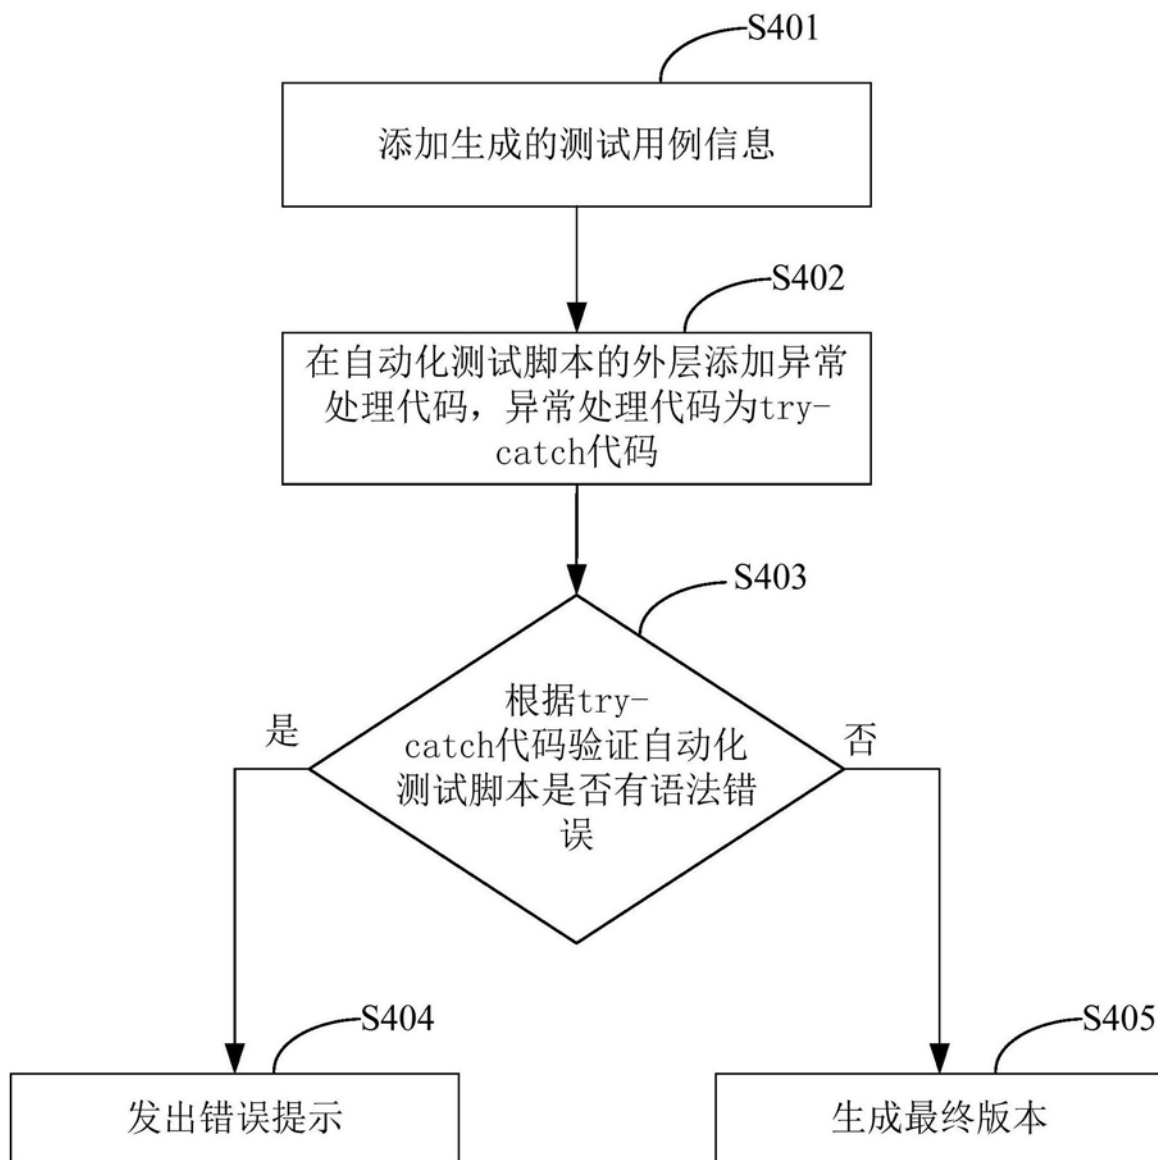 S401
添加生成的测试用例信息
S402
在自动化测试脚本的外层添加异常
处理代码，异常处理代码为try-
catch代码
S403
根据try-
catch代码验证自动化
测试脚本是否有语法错
误
是
否
S404
发出错误提示
S405
生成最终版本